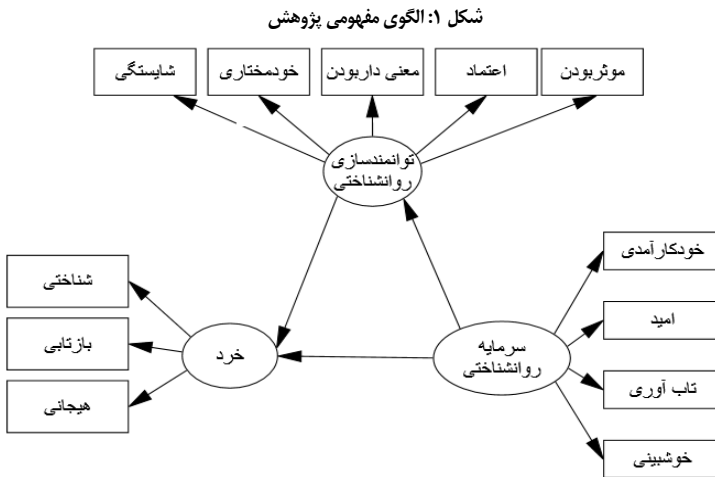 شکل ۱: الگوی مفهومی پژوهش
موثربودن
اعتماد
معنی داربودن
خودمختاری
شایستگی
توانمندسازی
روانشناختی
خودکارآمدی
امید
تاب آوری
خوشبینی
سرمایه
روانشناختی
خرد
شناختی
بازتابی
هیجانی